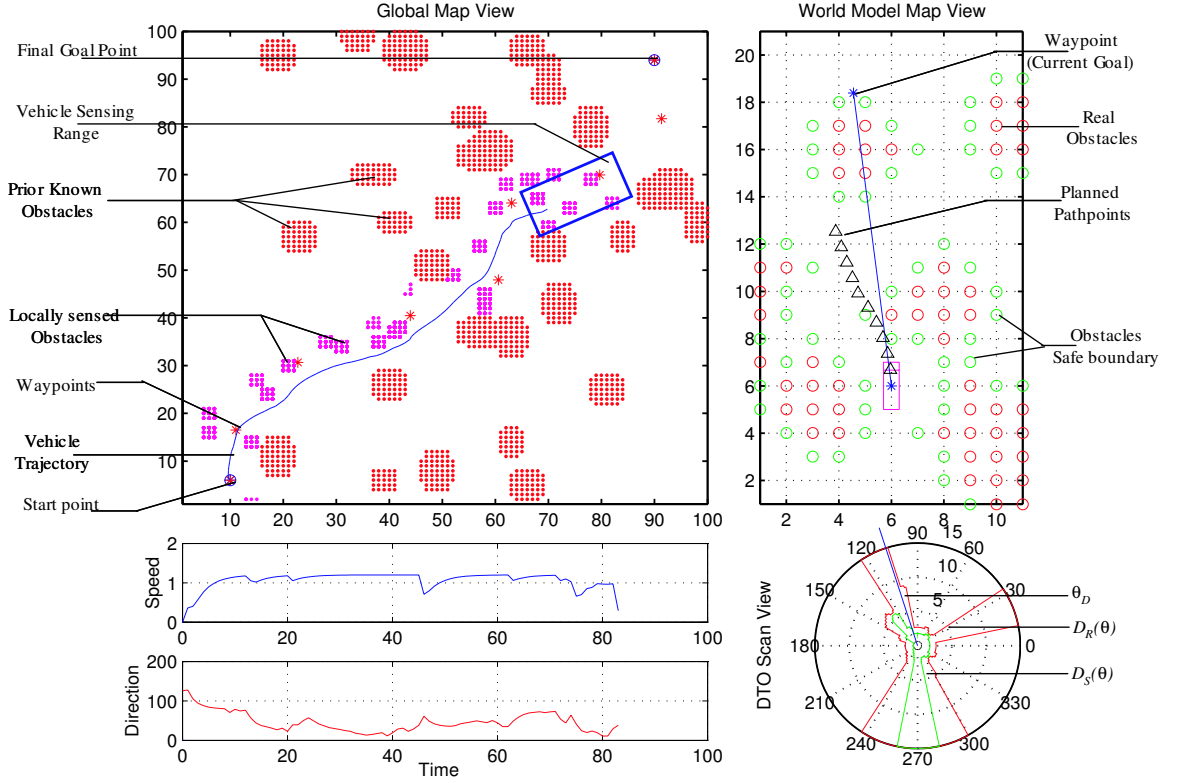 Global Map View
World Model Map View
Final Goal Point
Vehicle Sensing
Range
Prior Known
Obstacles
Locally sensed
Obstacles
Waypoints
Vehicle
Trajectory
Start point
100
90
80
70
60
50
40
30
20
10
10 20 30 40 50 60 70 80 90 100
20
18
16
14
12
10
8
6
4
2
2 4 6 8 10
Waypoint
(Current Goal)
Real
Obstacles
Planned
Pathpoints
Obstacles
Safe boundary
Speed
2
1
0
0 20 40 60 80 100
Direction
200
100
0
0 20 40 60 80 100
Time
DTO Scan View
90 15
120 60
10
150 30
5
180 0
210
240 300
270
θD
DR(θ)
DS(θ)